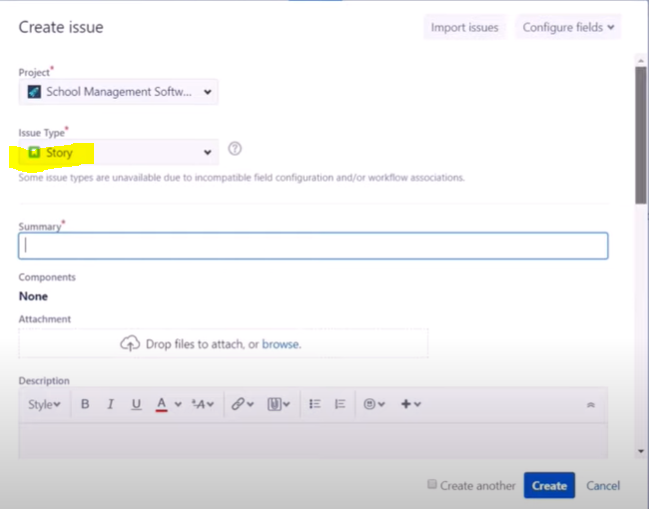 Create issue
Import issues
Configure fields
Project*
School Management Softw...
Issue Type*
Story
Some issue types are unavailable due to incompatible field configuration and/or workflow associations.
Summary*
Components
None
Attachment
Drop files to attach, or browse.
Description
Style B I U A ᴬA
Create another Create Cancel